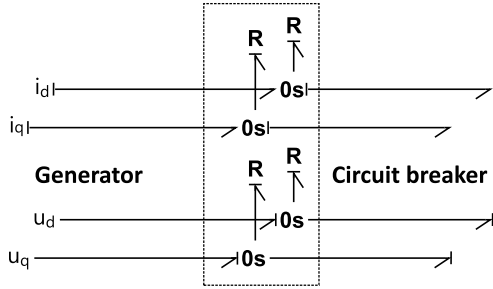 R
R
i_d
0s
i_q
0s
R
R
Generator
Circuit breaker
u_d
0s
u_q
0s